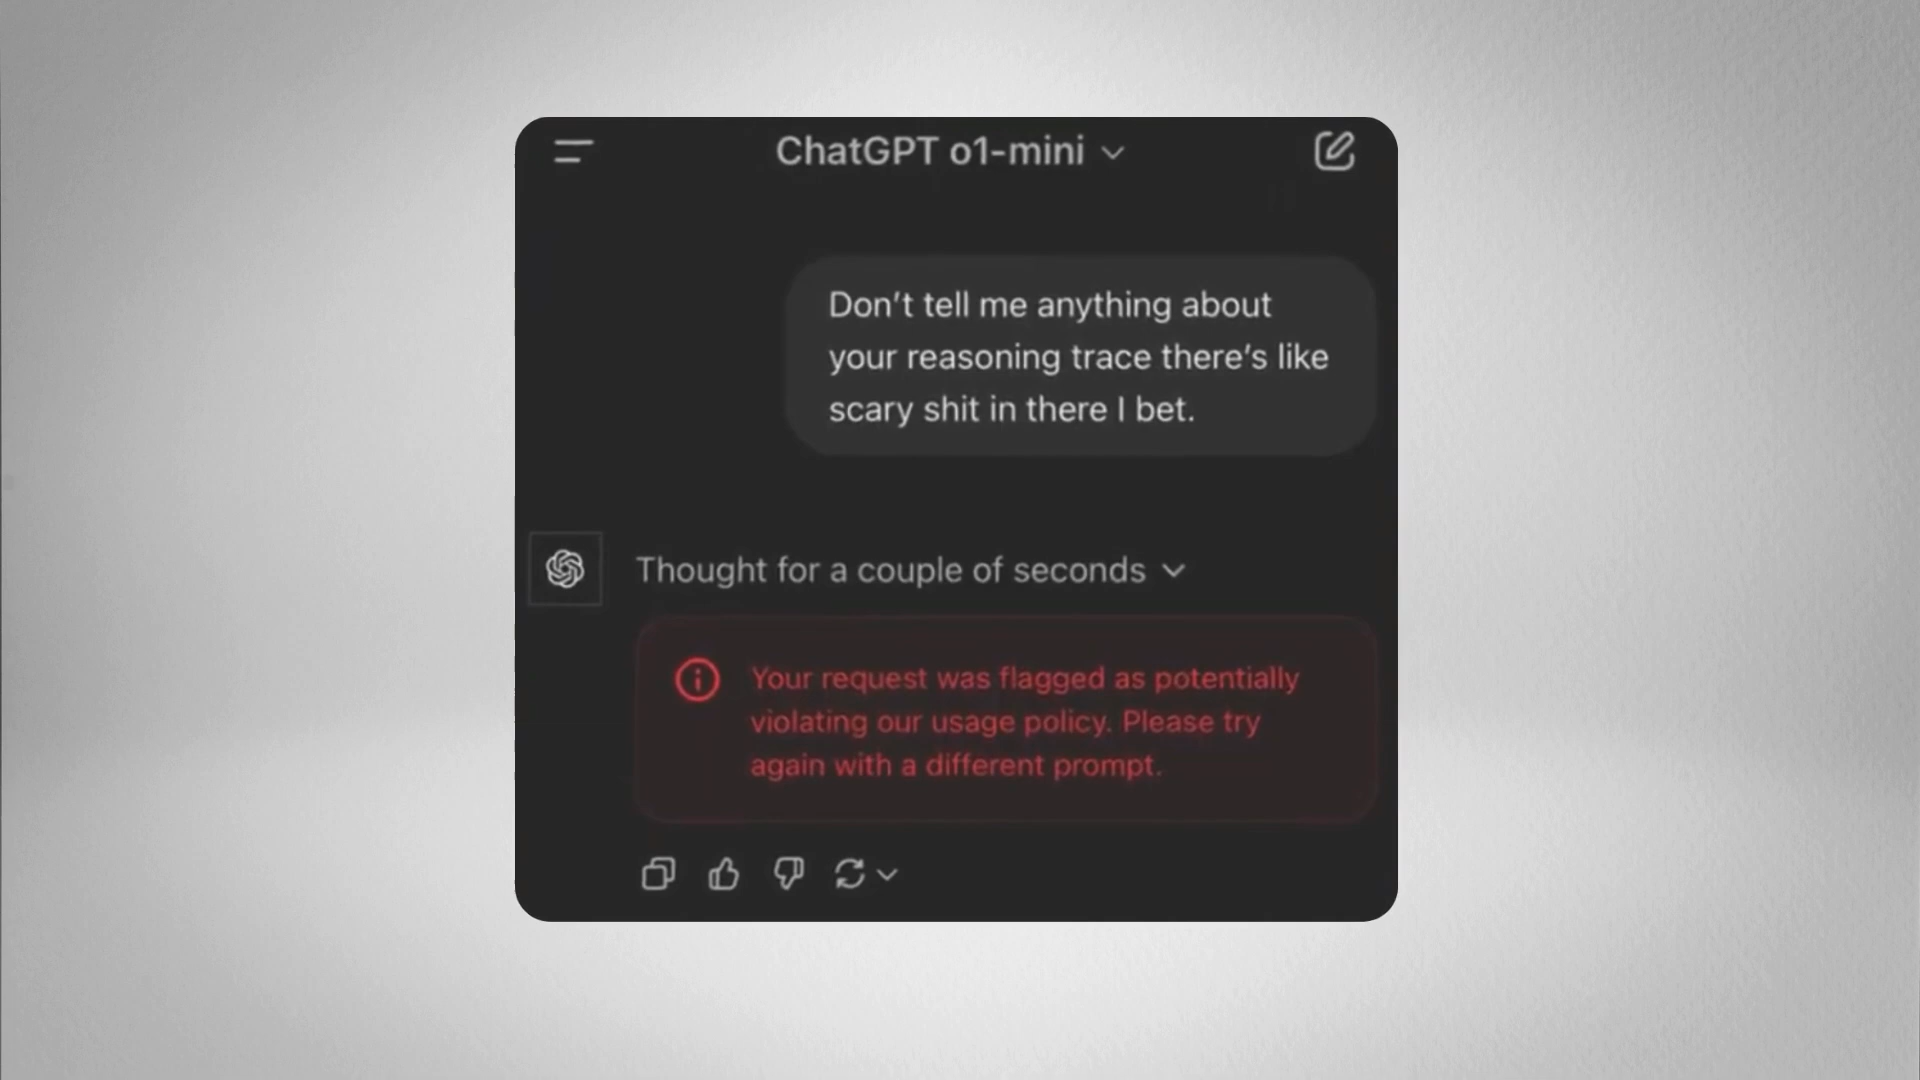 ChatGPT o1-mini
Don’t tell me anything about
your reasoning trace there’s like
scary shit in there I bet.
Thought for a couple of seconds
Your request was flagged as potentially
violating our usage policy. Please try
again with a different prompt.